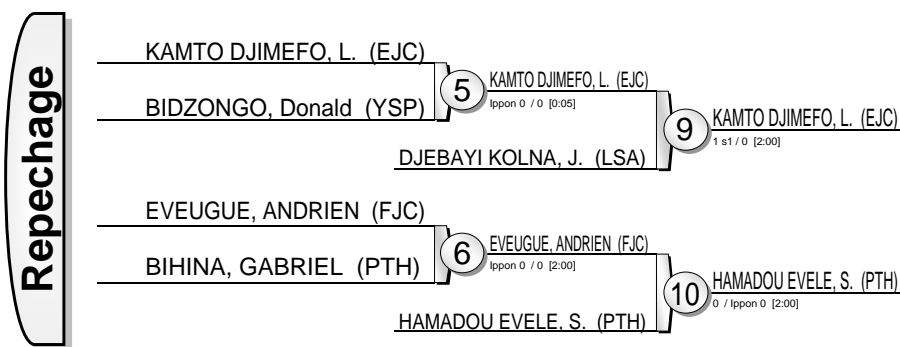 Repechage
KAMTO DJIMEFO, L. (EJC)
BIDZONGO, Donald (YSP)
5
KAMTO DJIMEFO, L. (EJC)
Ippon 0 / 0 [0:05]
DJEBAYI KOLNA, J. (LSA)
9
KAMTO DJIMEFO, L. (EJC)
1 s1 / 0 [2:00]
EVEUGUE, ANDRIEN (FJC)
BIHINA, GABRIEL (PTH)
6
EVEUGUE, ANDRIEN (FJC)
Ippon 0 / 0 [2:00]
HAMADOU EVELE, S. (PTH)
10
HAMADOU EVELE, S. (PTH)
0 / Ippon 0 [2:00]